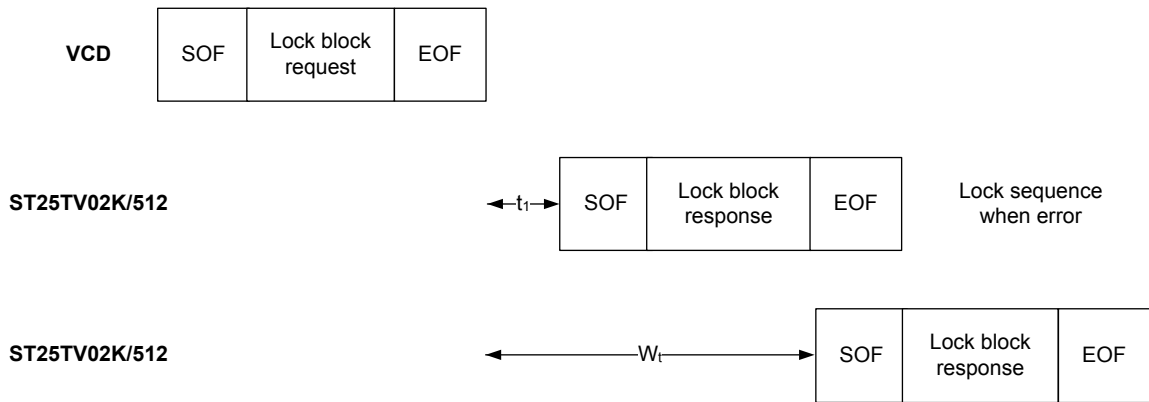 VCD
SOF
Lock block
request
EOF
ST25TV02K/512
t1
SOF
Lock block
response
EOF
Lock sequence
when error
ST25TV02K/512
Wt
SOF
Lock block
response
EOF